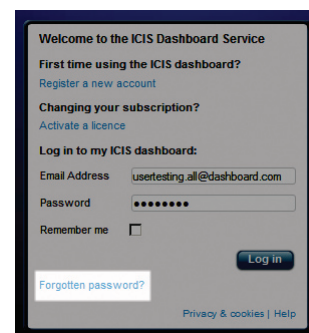 Welcome to the ICIS Dashboard Service
First time using the ICIS dashboard?
Register a new account
Changing your subscription?
Activate a licence
Log in to my ICIS dashboard:
Email Address usertesting.all@dashboard.com
Password ••••••••
Remember me
Log in
Forgotten password?
Privacy & cookies | Help